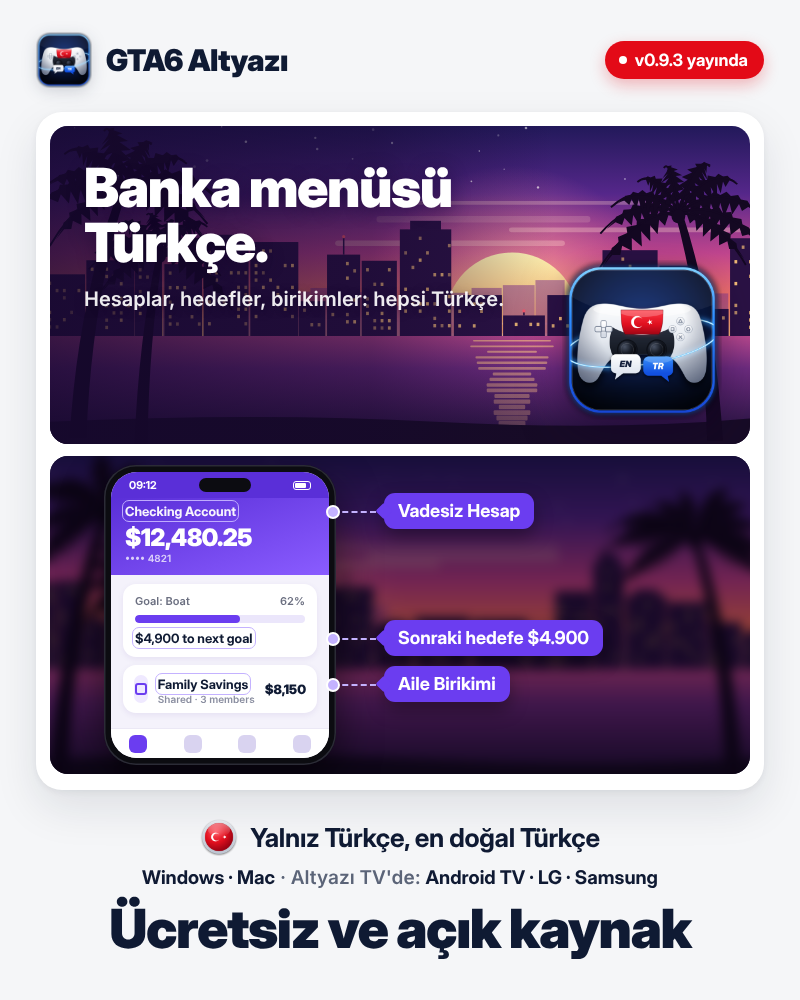 GTA6 Altyazı
v0.9.3 yayında
Banka menüsü
Türkçe.
Hesaplar, hedefler, birikimler: hepsi Türkçe.
EN
TR
09:12
Checking Account
$12,480.25
•••• 4821
Vadesiz Hesap
Goal: Boat 62%
$4,900 to next goal
Sonraki hedefe $4.900
Family Savings
Shared · 3 members
$8,150
Aile Birikimi
Yalnız Türkçe, en doğal Türkçe
Windows · Mac · Altyazı TV'de: Android TV · LG · Samsung
Ücretsiz ve açık kaynak